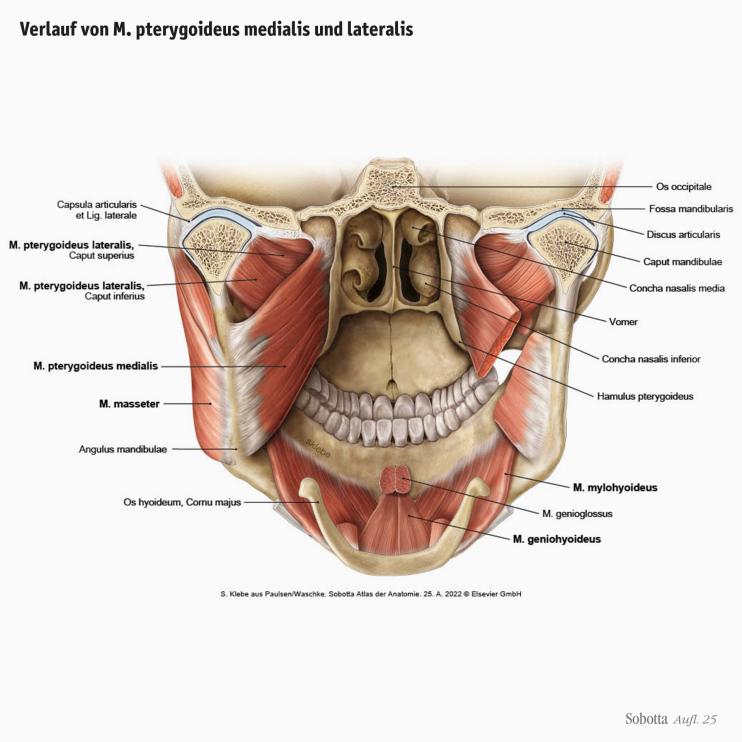 Verlauf von M. pterygoideus medialis und lateralis
Capsula articularis
et Lig. laterale
M. pterygoideus lateralis,
Caput superius
M. pterygoideus lateralis,
Caput inferius
M. pterygoideus medialis
M. masseter
Angulus mandibulae
Os hyoideum, Cornu majus
Os occipitale
Fossa mandibularis
Discus articularis
Caput mandibulae
Concha nasalis media
Vomer
Concha nasalis inferior
Hamulus pterygoideus
M. mylohyoideus
M. genioglossus
M. geniohyoideus
sklebe
S. Klebe aus Paulsen/Waschke. Sobotta Atlas der Anatomie. 25. A. 2022 © Elsevier GmbH
Sobotta Aufl. 25